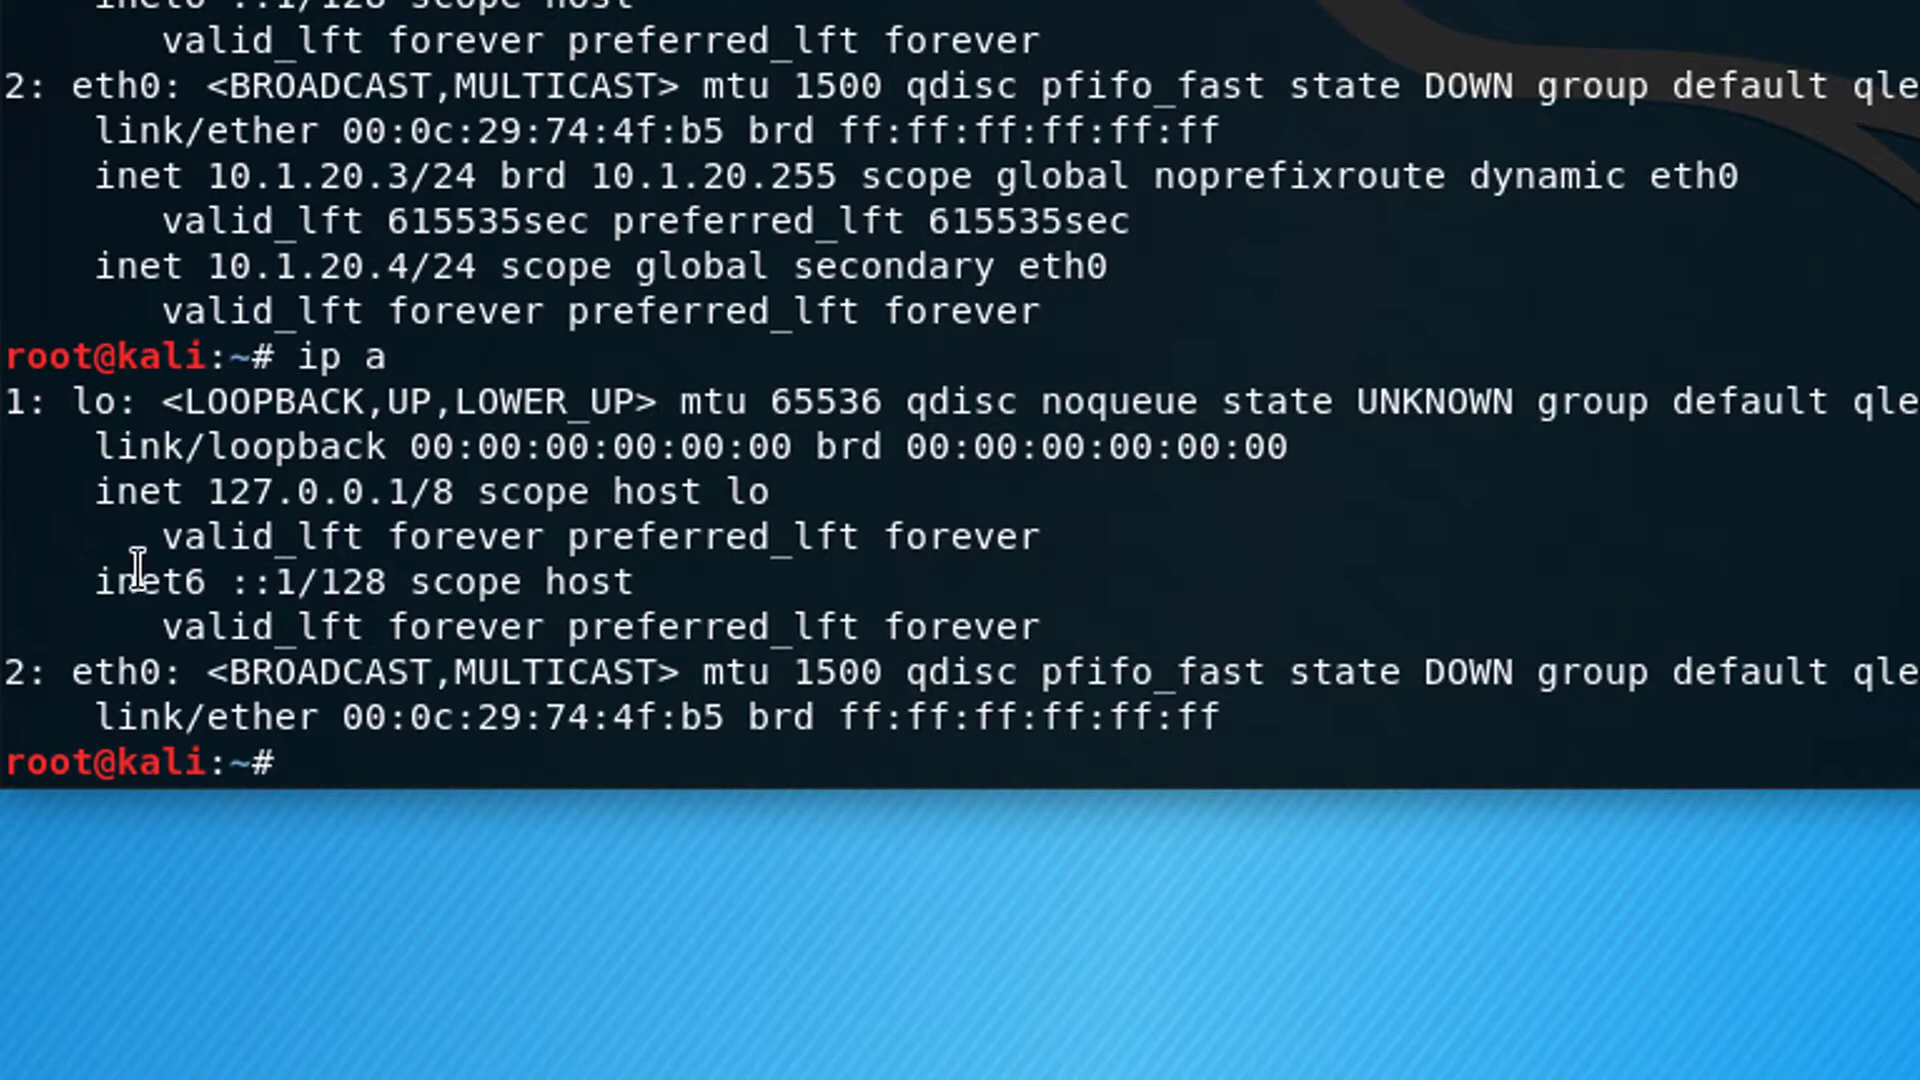 inet6 ::1/128 scope host
valid_lft forever preferred_lft forever
2: eth0: <BROADCAST,MULTICAST> mtu 1500 qdisc pfifo_fast state DOWN group default qle
link/ether 00:0c:29:74:4f:b5 brd ff:ff:ff:ff:ff:ff
inet 10.1.20.3/24 brd 10.1.20.255 scope global noprefixroute dynamic eth0
valid_lft 615535sec preferred_lft 615535sec
inet 10.1.20.4/24 scope global secondary eth0
valid_lft forever preferred_lft forever
root@kali:~# ip a
1: lo: <LOOPBACK,UP,LOWER_UP> mtu 65536 qdisc noqueue state UNKNOWN group default qle
link/loopback 00:00:00:00:00:00 brd 00:00:00:00:00:00
inet 127.0.0.1/8 scope host lo
valid_lft forever preferred_lft forever
inet6 ::1/128 scope host
valid_lft forever preferred_lft forever
2: eth0: <BROADCAST,MULTICAST> mtu 1500 qdisc pfifo_fast state DOWN group default qle
link/ether 00:0c:29:74:4f:b5 brd ff:ff:ff:ff:ff:ff
root@kali:~#